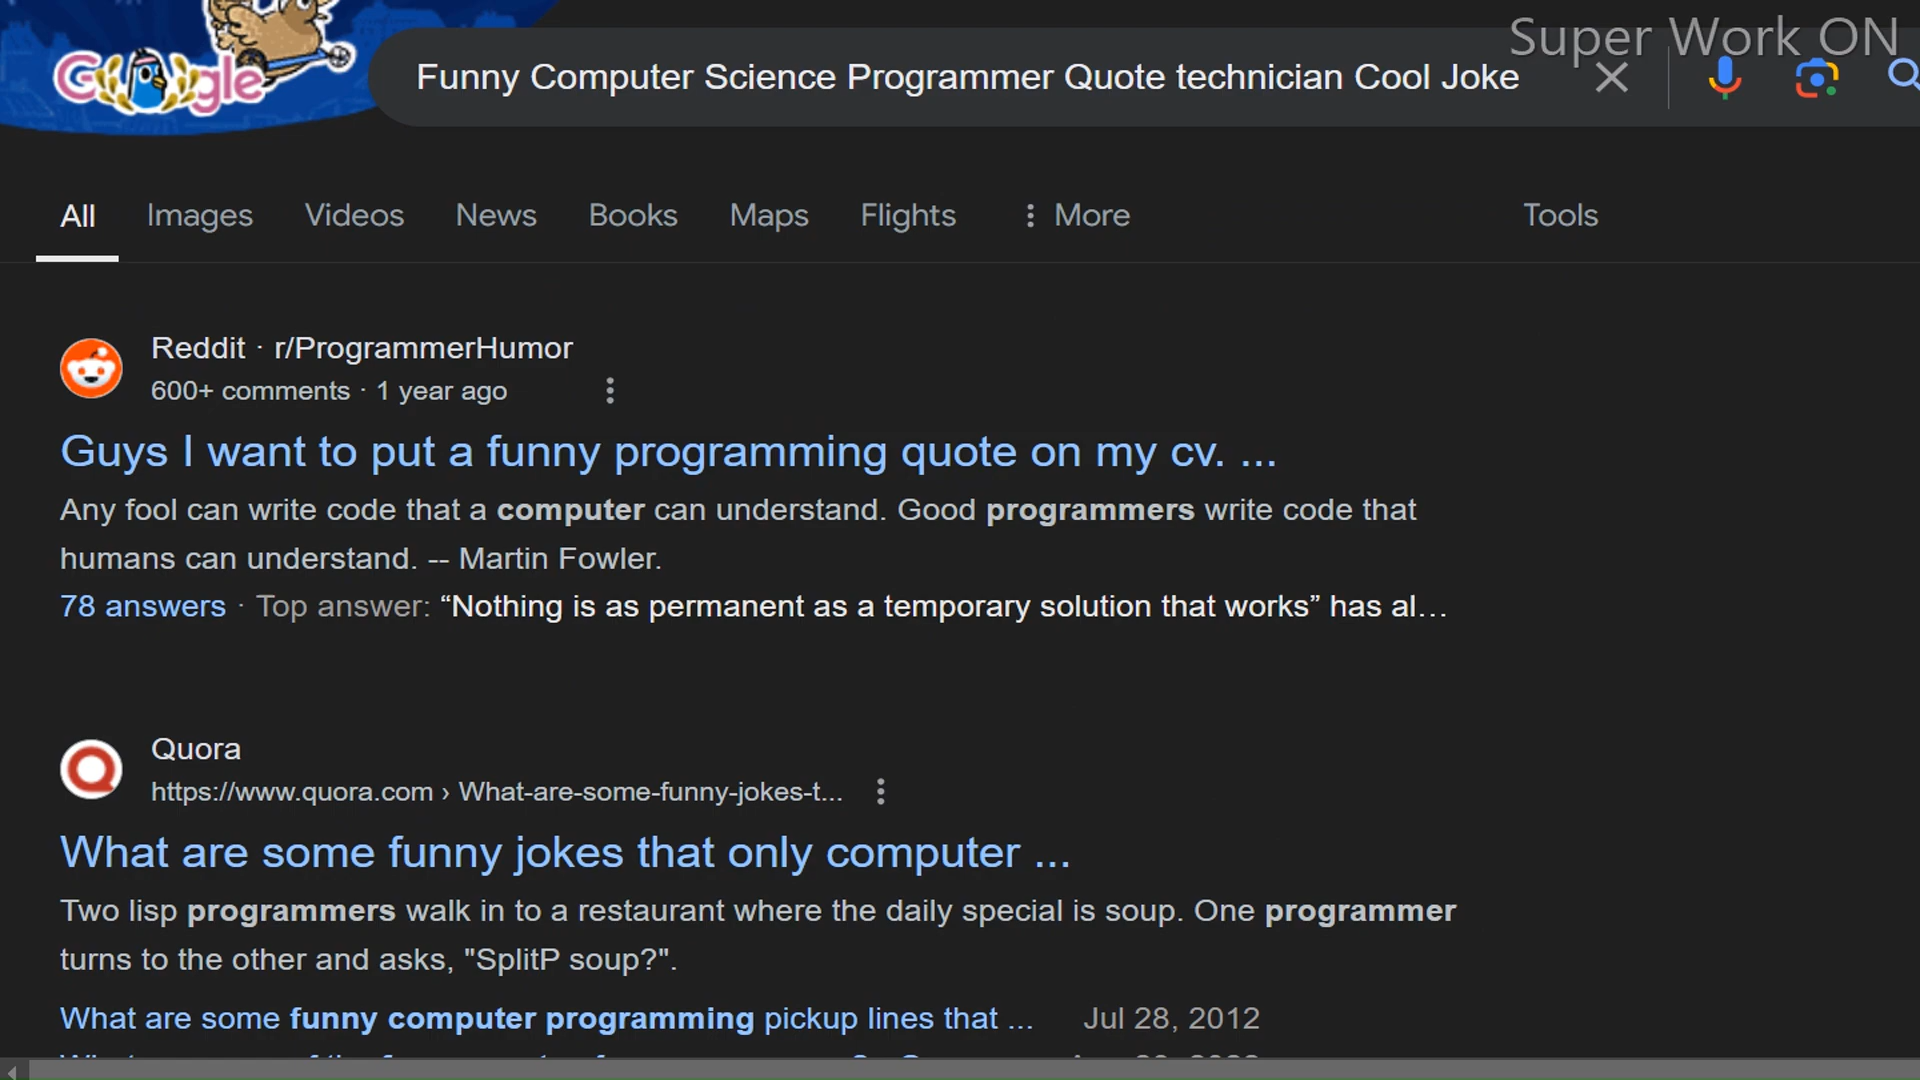 Super Work ON
Google
Funny Computer Science Programmer Quote technician Cool Joke
All Images Videos News Books Maps Flights More Tools
Reddit · r/ProgrammerHumor
600+ comments · 1 year ago
Guys I want to put a funny programming quote on my cv. ...
Any fool can write code that a computer can understand. Good programmers write code that
humans can understand. -- Martin Fowler.
78 answers · Top answer: “Nothing is as permanent as a temporary solution that works” has al...
Quora
https://www.quora.com › What-are-some-funny-jokes-t...
What are some funny jokes that only computer ...
Two lisp programmers walk in to a restaurant where the daily special is soup. One programmer
turns to the other and asks, "SplitP soup?".
What are some funny computer programming pickup lines that ... Jul 28, 2012